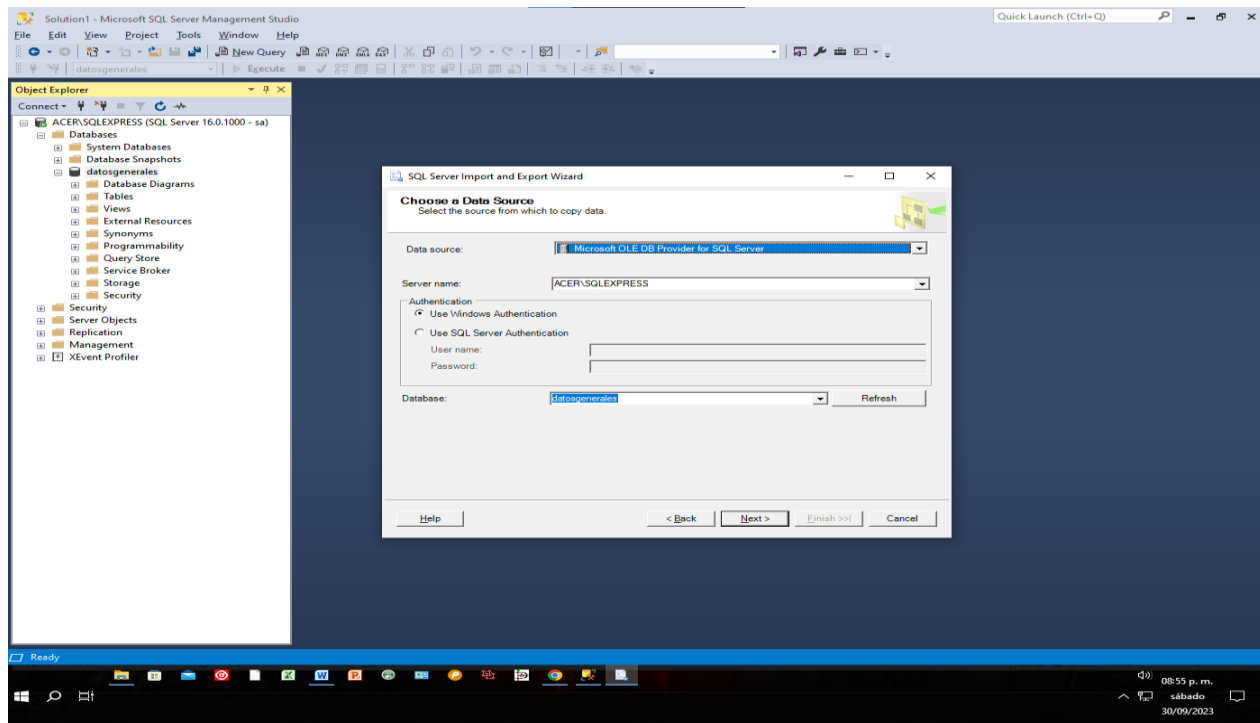 Solution1 - Microsoft SQL Server Management Studio
Quick Launch (Ctrl+Q)
File Edit View Project Tools Window Help
New Query
datosgenerales
Execute
Object Explorer
Connect
ACER\SQLEXPRESS (SQL Server 16.0.1000 - sa)
Databases
System Databases
Database Snapshots
datosgenerales
Database Diagrams
Tables
Views
External Resources
Synonyms
Programmability
Query Store
Service Broker
Storage
Security
Security
Server Objects
Replication
Management
XEvent Profiler
SQL Server Import and Export Wizard
Choose a Data Source
Select the source from which to copy data.
Data source: Microsoft OLE DB Provider for SQL Server
Server name: ACER\SQLEXPRESS
Authentication
Use Windows Authentication
Use SQL Server Authentication
User name:
Password:
Database: datosgenerales Refresh
Help < Back Next > Finish >>| Cancel
Ready
08:55 p. m.
sábado
30/09/2023